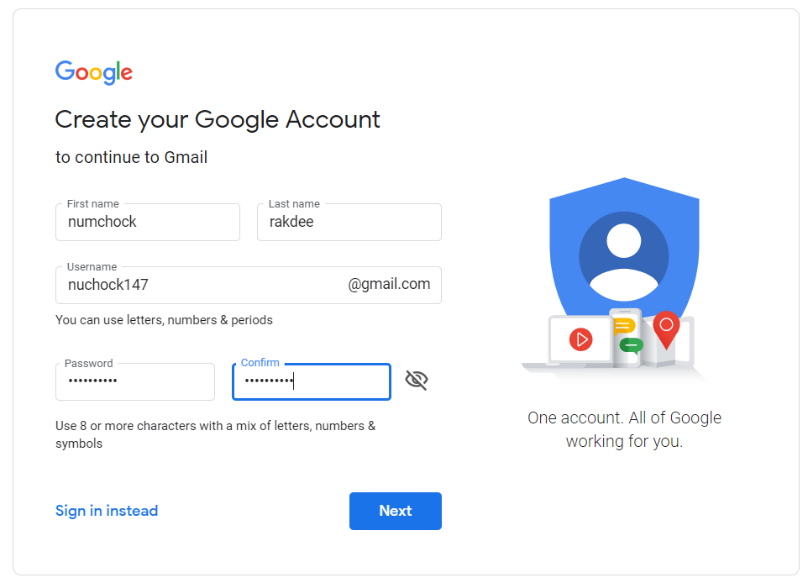 Google
Create your Google Account
to continue to Gmail
First name
numchock
Last name
rakdee
Username
nuchock147
@gmail.com
You can use letters, numbers & periods
Password
••••••••••
Confirm
••••••••••
Use 8 or more characters with a mix of letters, numbers &
symbols
Sign in instead
Next
One account. All of Google
working for you.